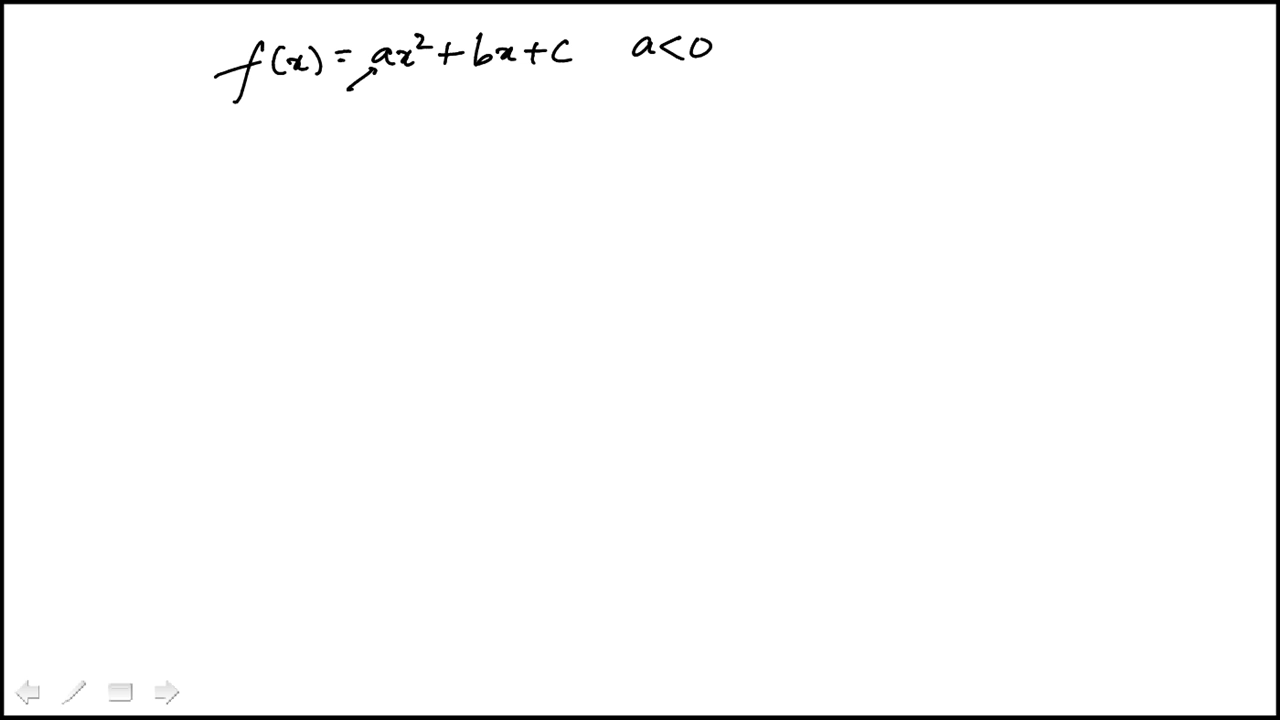 f(x) = ax² + bx + c a < 0